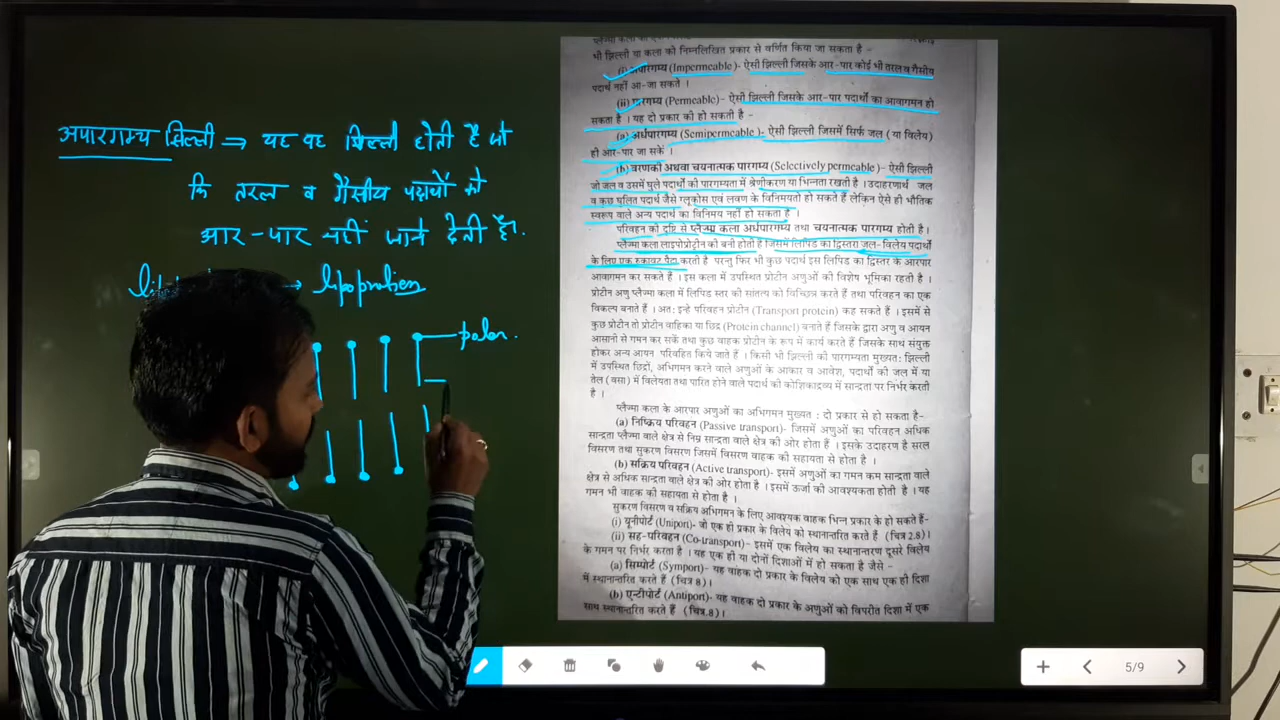 अपारगम्य झिल्ली ⇒ यह वह झिल्ली होती है जो
कि तरल व गैसीय पदार्थों को
आर-पार नहीं जाने देती है।
→ lipoprotien
polar.
भी झिल्ली या कला को निम्नलिखित प्रकार से वर्णित किया जा सकता है -
(i) अपारगम्य (Impermeable)- ऐसी झिल्ली जिसके आर-पार कोई भी तरल व गैसीय
पदार्थ नहीं आ-जा सकते ।
(ii) पारगम्य (Permeable)- ऐसी झिल्ली जिसके आर-पार पदार्थों का आवागमन हो
सकता है । यह दो प्रकार को हो सकती है -
(a) अर्धपारगम्य (Semipermeable)- ऐसी झिल्ली जिसमें सिर्फ जल (या विलेय)
ही आर-पार जा सकें ।
(b) वरणकी अथवा चयनात्मक पारगम्य (Selectively permeable)- ऐसी झिल्ली
जो जल व उसमें घुले पदार्थों की पारगम्यता में श्रेणीकरण या भिन्नता रखती है । उदाहरणार्थ जल
व कुछ घुलित पदार्थ जैसे ग्लूकोस एवं लवण के विनिमयतो हो सकते हैं लेकिन ऐसे ही भौतिक
स्वरूप वाले अन्य पदार्थ का विनिमय नहीं हो सकता है ।
परिवहन की दृष्टि से प्लैज्मा कला अर्धपारगम्य तथा चयनात्मक पारगम्य होती है ।
प्लैज्मा कला लाइपोप्रोट्रीन की बनी होती है जिसमें लिपिड का द्विस्तरा जल-विलेय पदार्थों
के लिए एक रुकावट पैदा करती है परन्तु फिर भी कुछ पदार्थ इस लिपिड का द्विस्तर के आरपार
आवागमन कर सकते हैं । इस कला में उपस्थित प्रोटीन अणुओं की विशेष भूमिका रहती है ।
प्रोटीन अणु प्लैज्मा कला में लिपिड स्तर की सांतत्य को विच्छिन्न करते हैं तथा परिवहन का एक
विकल्प बनाते हैं । अत: इन्हे परिवहन प्रोटीन (Transport protein) कह सकते हैं । इसमें से
कुछ प्रोटीन तो प्रोटीन वाहिका या छिद्र (Protein channel) बनाते हैं जिसके द्वारा अणु व आयन
आसानी से गमन कर सकें तथा कुछ वाहक प्रोटीन के रूप में कार्य करते हैं जिसके साथ संयुक्त
होकर अन्य आयन परिवहित किये जाते हैं । किसी भी झिल्ली की पारगम्यता मुख्यत: झिल्ली
में उपस्थित छिद्रों, अभिगमन करने वाले अणुओं के आकार व आवेश, पदार्थों की जल में या
तेल (वसा) में विलेयता तथा पारित होने वाले पदार्थ की कोशिकाद्रव्य में सान्द्रता पर निर्भर करती
है ।
प्लैज्मा कला के आरपार अणुओं का अभिगमन मुख्यत : दो प्रकार से हो सकता है-
(a) निष्क्रिय परिवहन (Passive transport)- जिसमें अणुओं का परिवहन अधिक
सान्द्रता प्लैज्मा वाले क्षेत्र से निम्न सान्द्रता वाले क्षेत्र की ओर होता है । इसके उदाहरण है सरल
विसरण तथा सुकरण विसरण जिसमें विसरण वाहक की सहायता से होता है ।
(b) सक्रिय परिवहन (Active transport)- इसमें अणुओं का गमन कम सान्द्रता वाले
क्षेत्र से अधिक सान्द्रता वाले क्षेत्र की ओर होता है । इसमें ऊर्जा की आवश्यकता होती है । यह
गमन भी वाहक की सहायता से होता है ।
सुकरण विसरण व सक्रिय अभिगमन के लिए आवश्यक वाहक भिन्न प्रकार के हो सकते हैं-
(i) यूनीपोर्ट (Uniport)- जो एक ही प्रकार के विलेय को स्थानान्तरित करते हैं (चित्र 2.8) ।
(ii) सह-परिवहन (Co-transport)- इसमें एक विलेय का स्थानान्तरण दूसरे विलेय
के गमन पर निर्भर करता है । यह एक ही या दोनों दिशाओं में हो सकता है जैसे -
(a) सिम्पोर्ट (Symport)- यह वाहक दो प्रकार के विलेय को एक साथ एक ही दिशा
में स्थानान्तरित करते हैं (चित्र 8) ।
(b) एन्टीपोर्ट (Antiport)- यह वाहक दो प्रकार के अणुओं को विपरीत दिशा में एक
साथ स्थानान्तरित करते हैं (चित्र.8) ।
5/9